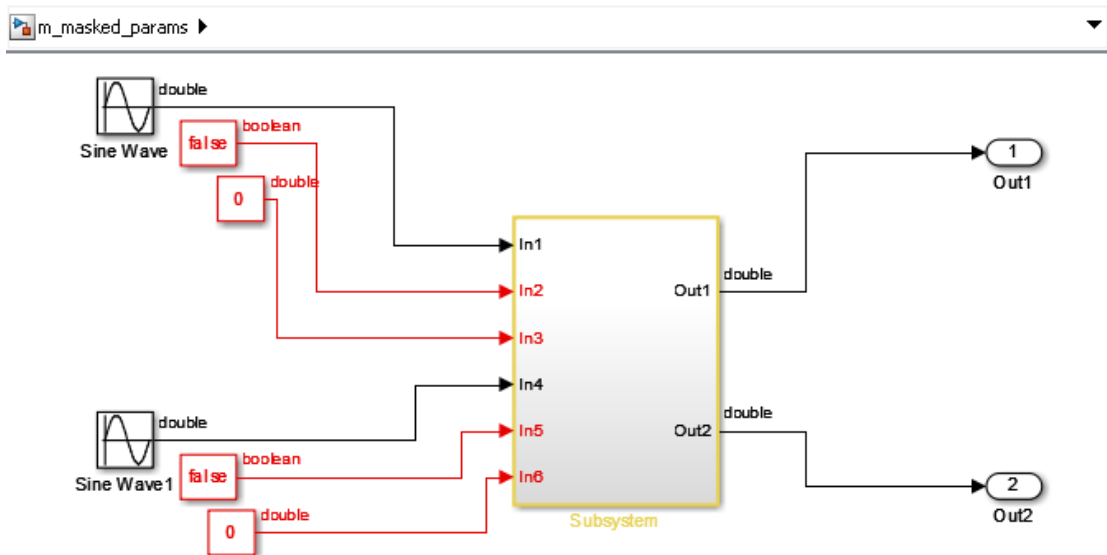 m_masked_params
double
Sine Wave
false
boolean
0
double
In1
In2
In3
In4
In5
In6
Out1
Out2
Subsystem
double
double
1
Out1
double
Sine Wave1
false
boolean
0
double
2
Out2